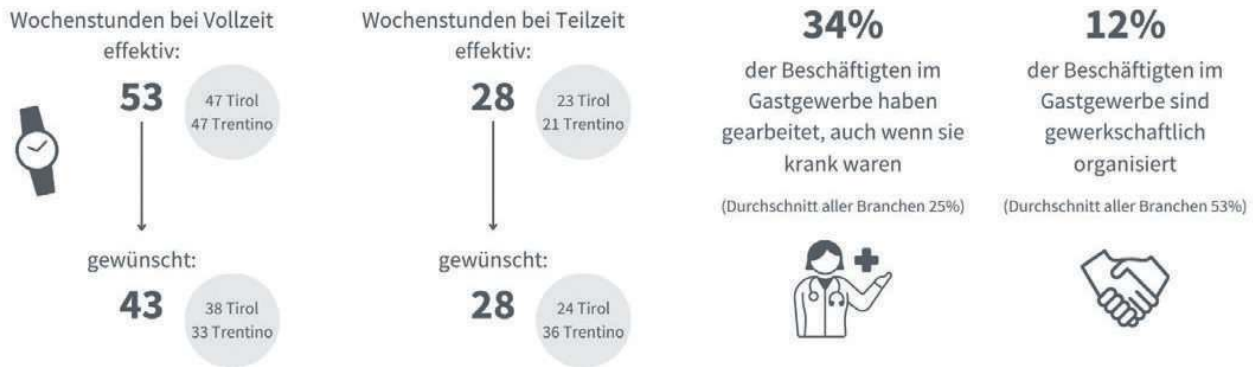 Wochenstunden bei Vollzeit
effektiv:
53
47 Tirol
47 Trentino
gewünscht:
43
38 Tirol
33 Trentino
Wochenstunden bei Teilzeit
effektiv:
28
23 Tirol
21 Trentino
gewünscht:
28
24 Tirol
36 Trentino
34%
der Beschäftigten im
Gastgewerbe haben
gearbeitet, auch wenn sie
krank waren
(Durchschnitt aller Branchen 25%)
12%
der Beschäftigten im
Gastgewerbe sind
gewerkschaftlich
organisiert
(Durchschnitt aller Branchen 53%)